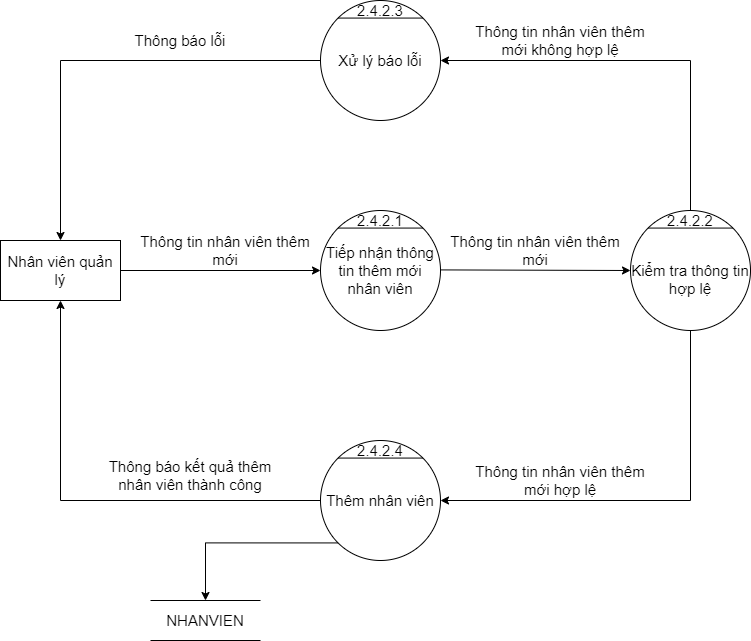 2.4.2.3
Thông báo lỗi
Xử lý báo lỗi
Thông tin nhân viên thêm
mới không hợp lệ
Nhân viên quản
lý
Thông tin nhân viên thêm
mới
2.4.2.1
Tiếp nhận thông
tin thêm mới
nhân viên
Thông tin nhân viên thêm
mới
2.4.2.2
Kiểm tra thông tin
hợp lệ
Thông báo kết quả thêm
nhân viên thành công
2.4.2.4
Thêm nhân viên
Thông tin nhân viên thêm
mới hợp lệ
NHANVIEN